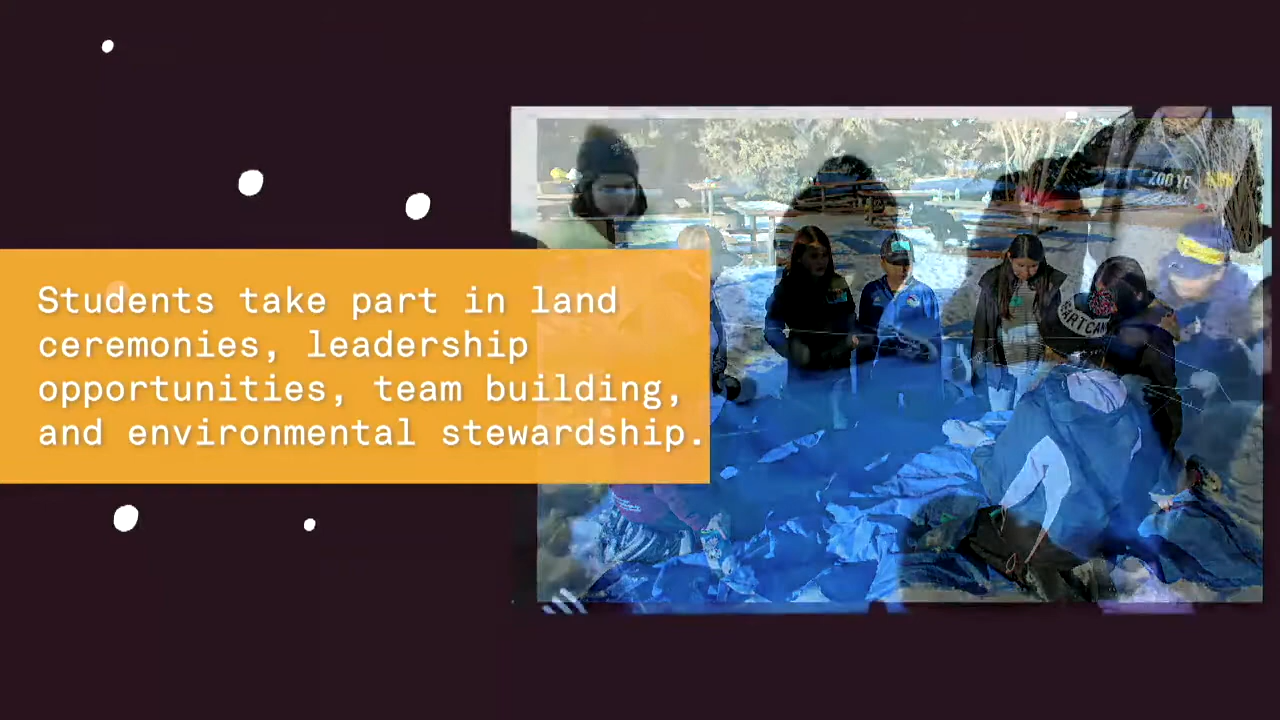 Students take part in land
ceremonies, leadership
opportunities, team building,
and environmental stewardship.